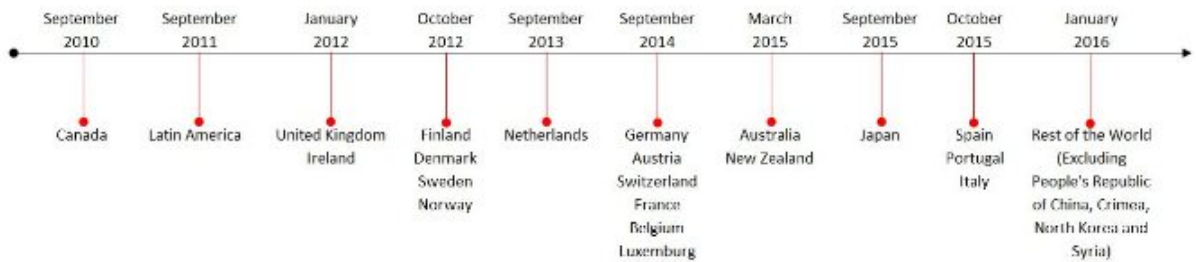 September 2010
September 2011
January 2012
October 2012
September 2013
September 2014
March 2015
September 2015
October 2015
January 2016
Canada
Latin America
United Kingdom
Ireland
Finland
Denmark
Sweden
Norway
Netherlands
Germany
Austria
Switzerland
France
Belgium
Luxemburg
Australia
New Zealand
Japan
Spain
Portugal
Italy
Rest of the World
(Excluding
People's Republic
of China, Crimea,
North Korea and
Syria)